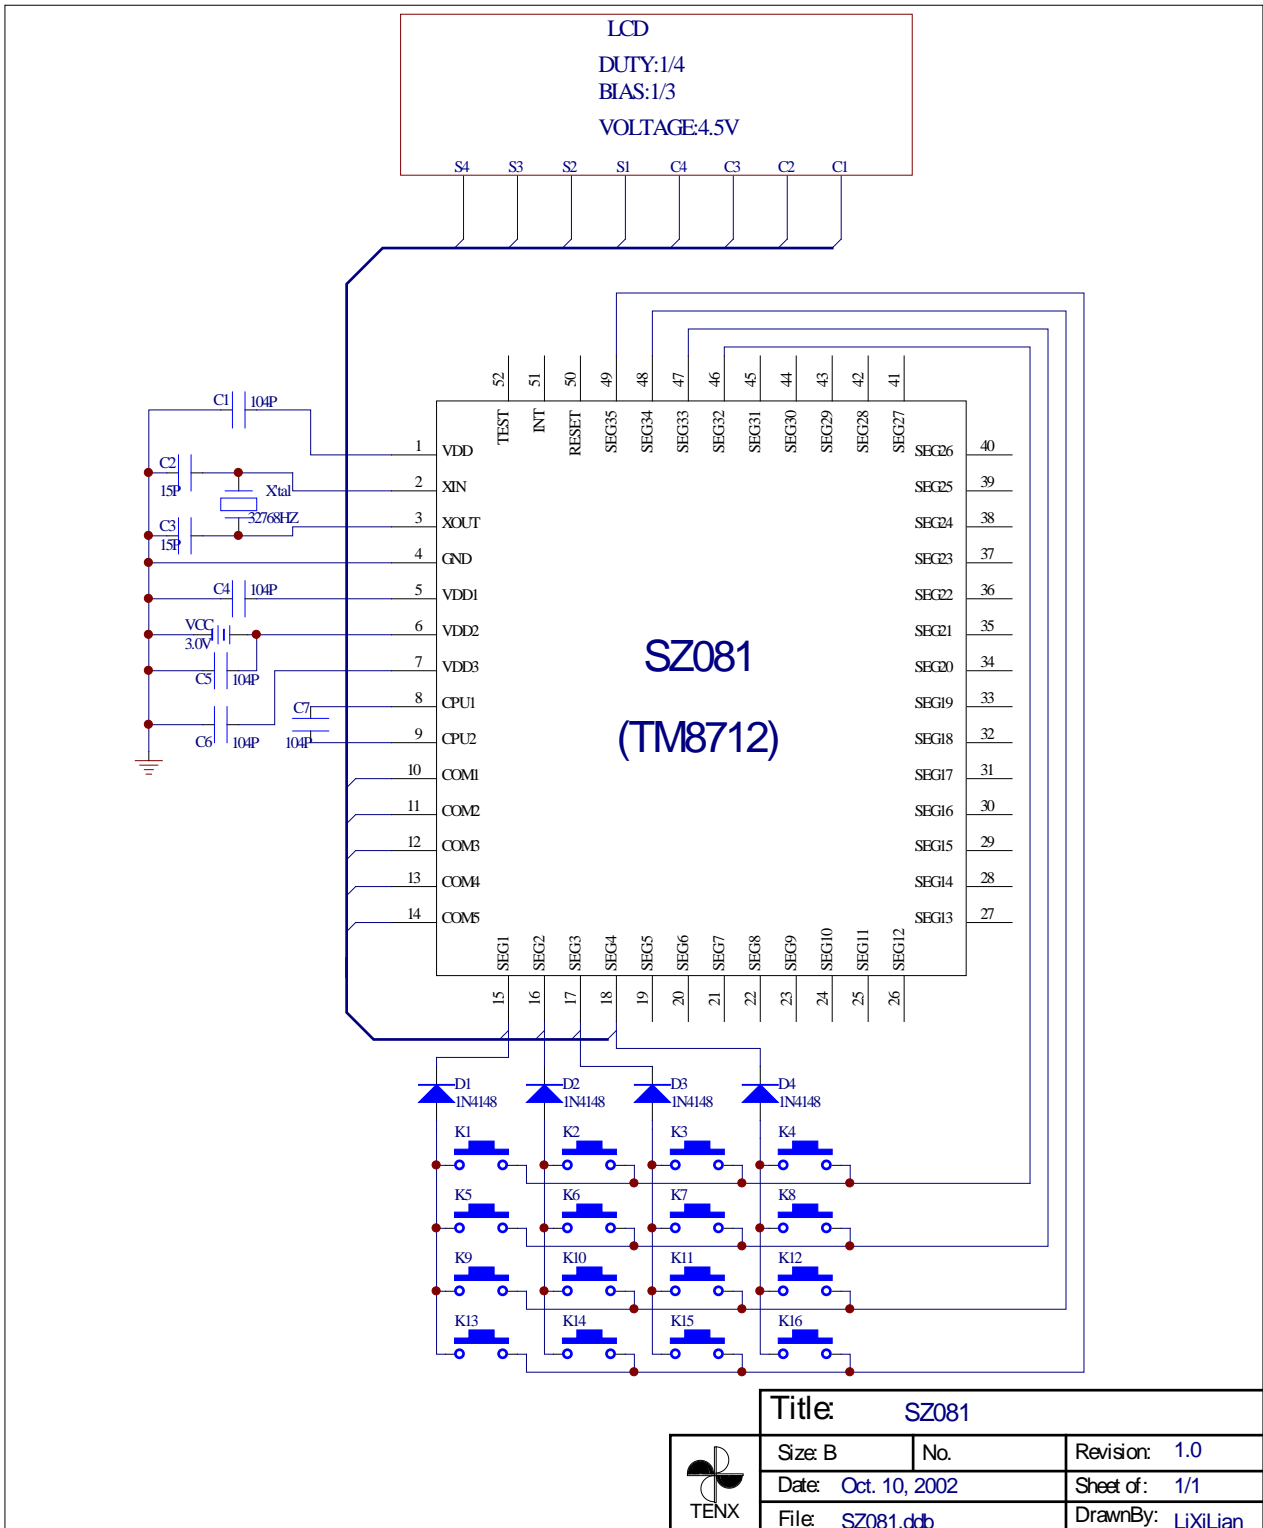 LCD
DUTY:1/4
BIAS:1/3
VOLTAGE:4.5V
S4 S3 S2 S1 C4 C3 C2 C1
52 51 50 49 48 47 46 45 44 43 42 41
TEST INT RESET SEG35 SEG34 SEG33 SEG32 SEG31 SEG30 SEG29 SEG28 SEG27
C1 104P
1 VDD
C2
15P
X'tal
32768HZ
2 XIN
C3
15P
3 XOUT
4 GND
C4 104P
5 VDD1
VCC
3.0V
6 VDD2
C5 104P
7 VDD3
C6 104P
C7
104P
8 CPU1
9 CPU2
10 COM1
11 COM2
12 COM3
13 COM4
14 COM5
SZ081
(TM8712)
SEG26 40
SEG25 39
SEG24 38
SEG23 37
SEG22 36
SEG21 35
SEG20 34
SEG19 33
SEG18 32
SEG17 31
SEG16 30
SEG15 29
SEG14 28
SEG13 27
SEG1 SEG2 SEG3 SEG4 SEG5 SEG6 SEG7 SEG8 SEG9 SEG10 SEG11 SEG12
15 16 17 18 19 20 21 22 23 24 25 26
D1 D2 D3 D4
1N4148 1N4148 1N4148 1N4148
K1 K2 K3 K4
K5 K6 K7 K8
K9 K10 K11 K12
K13 K14 K15 K16
Title: SZ081
Size: B No. Revision: 1.0
Date: Oct. 10, 2002 Sheet of: 1/1
TENX
File: SZ081.ddb DrawnBy: LiXiLian